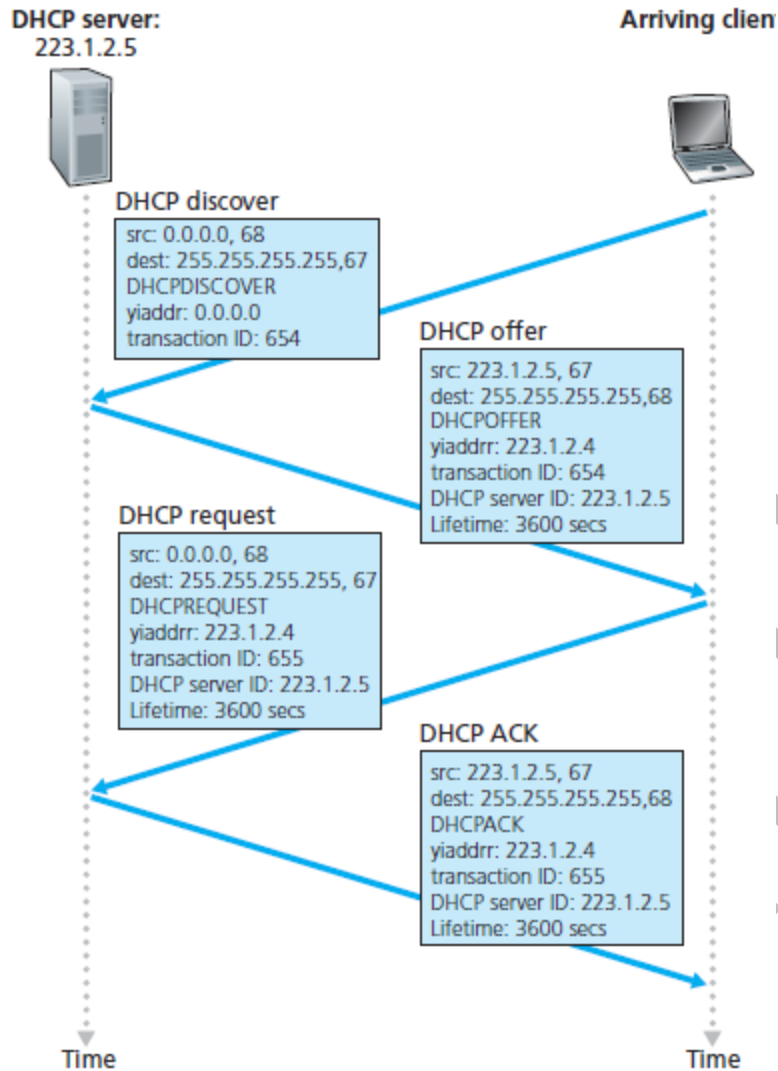 DHCP server:
223.1.2.5
Arriving client
DHCP discover
src: 0.0.0.0, 68
dest: 255.255.255.255,67
DHCPDISCOVER
yiaddr: 0.0.0.0
transaction ID: 654
DHCP offer
src: 223.1.2.5, 67
dest: 255.255.255.255,68
DHCPOFFER
yiaddrr: 223.1.2.4
transaction ID: 654
DHCP server ID: 223.1.2.5
Lifetime: 3600 secs
DHCP request
src: 0.0.0.0, 68
dest: 255.255.255.255, 67
DHCPREQUEST
yiaddrr: 223.1.2.4
transaction ID: 655
DHCP server ID: 223.1.2.5
Lifetime: 3600 secs
DHCP ACK
src: 223.1.2.5, 67
dest: 255.255.255.255,68
DHCPACK
yiaddrr: 223.1.2.4
transaction ID: 655
DHCP server ID: 223.1.2.5
Lifetime: 3600 secs
Time
Time